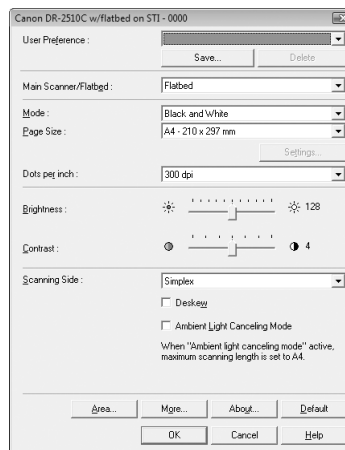 Canon DR-2510C w/flatbed on STI - 0000
User Preference :
Save... Delete
Main Scanner/Flatbed : Flatbed
Mode : Black and White
Page Size : A4 - 210 x 297 mm
Settings...
Dots per inch : 300 dpi
Brightness : 128
Contrast : 4
Scanning Side : Simplex
Deskew
Ambient Light Canceling Mode
When "Ambient light canceling mode" active,
maximum scanning length is set to A4.
Area... More... About... Default
OK Cancel Help